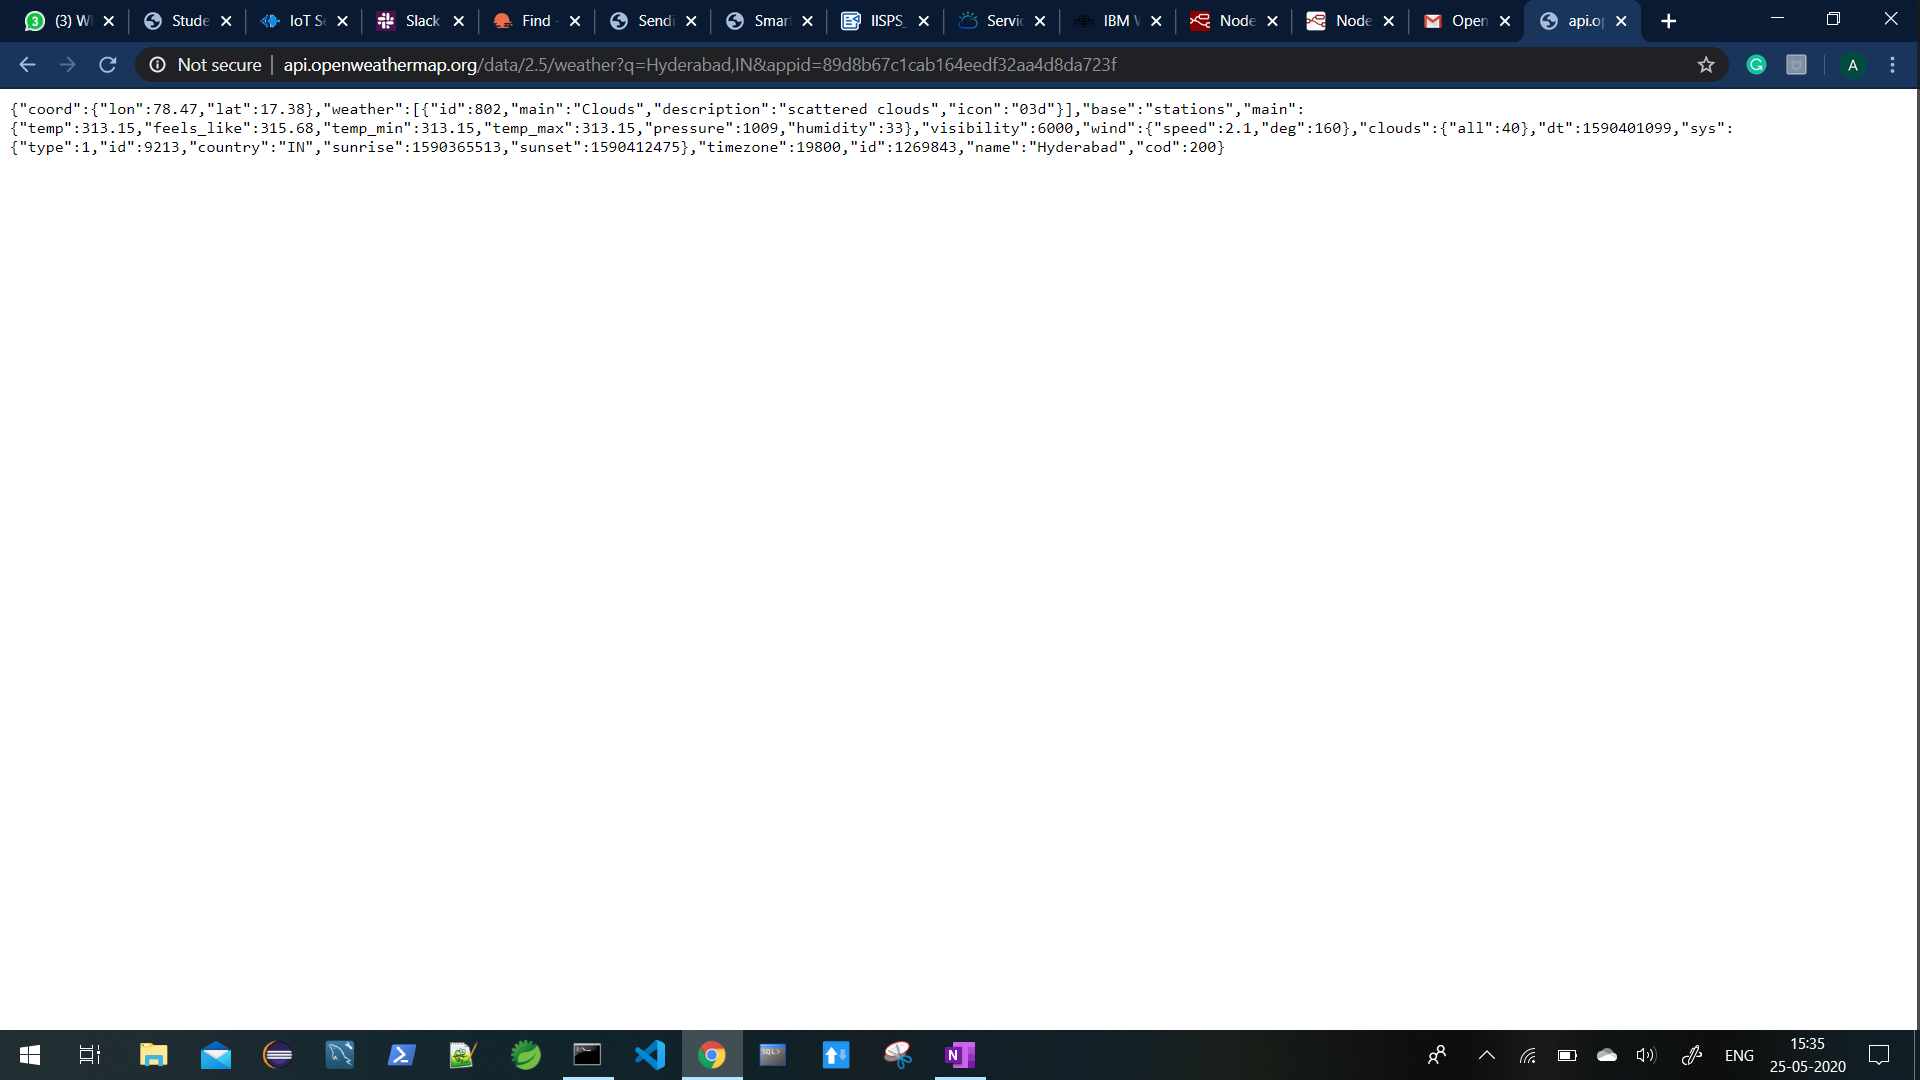 (3) W
Stude
IoT Se
Slack
Find -
Sendi
Smar
IISPS_
Servic
IBM W
Node
Node
Open
api.op
Not secure | api.openweathermap.org/data/2.5/weather?q=Hyderabad,IN&appid=89d8b67c1cab164eedf32aa4d8da723f
A
{"coord":{"lon":78.47,"lat":17.38},"weather":[{"id":802,"main":"Clouds","description":"scattered clouds","icon":"03d"}],"base":"stations","main":
{"temp":313.15,"feels_like":315.68,"temp_min":313.15,"temp_max":313.15,"pressure":1009,"humidity":33},"visibility":6000,"wind":{"speed":2.1,"deg":160},"clouds":{"all":40},"dt":1590401099,"sys":
{"type":1,"id":9213,"country":"IN","sunrise":1590365513,"sunset":1590412475},"timezone":19800,"id":1269843,"name":"Hyderabad","cod":200}
SQL>
N
ENG
15:35
25-05-2020